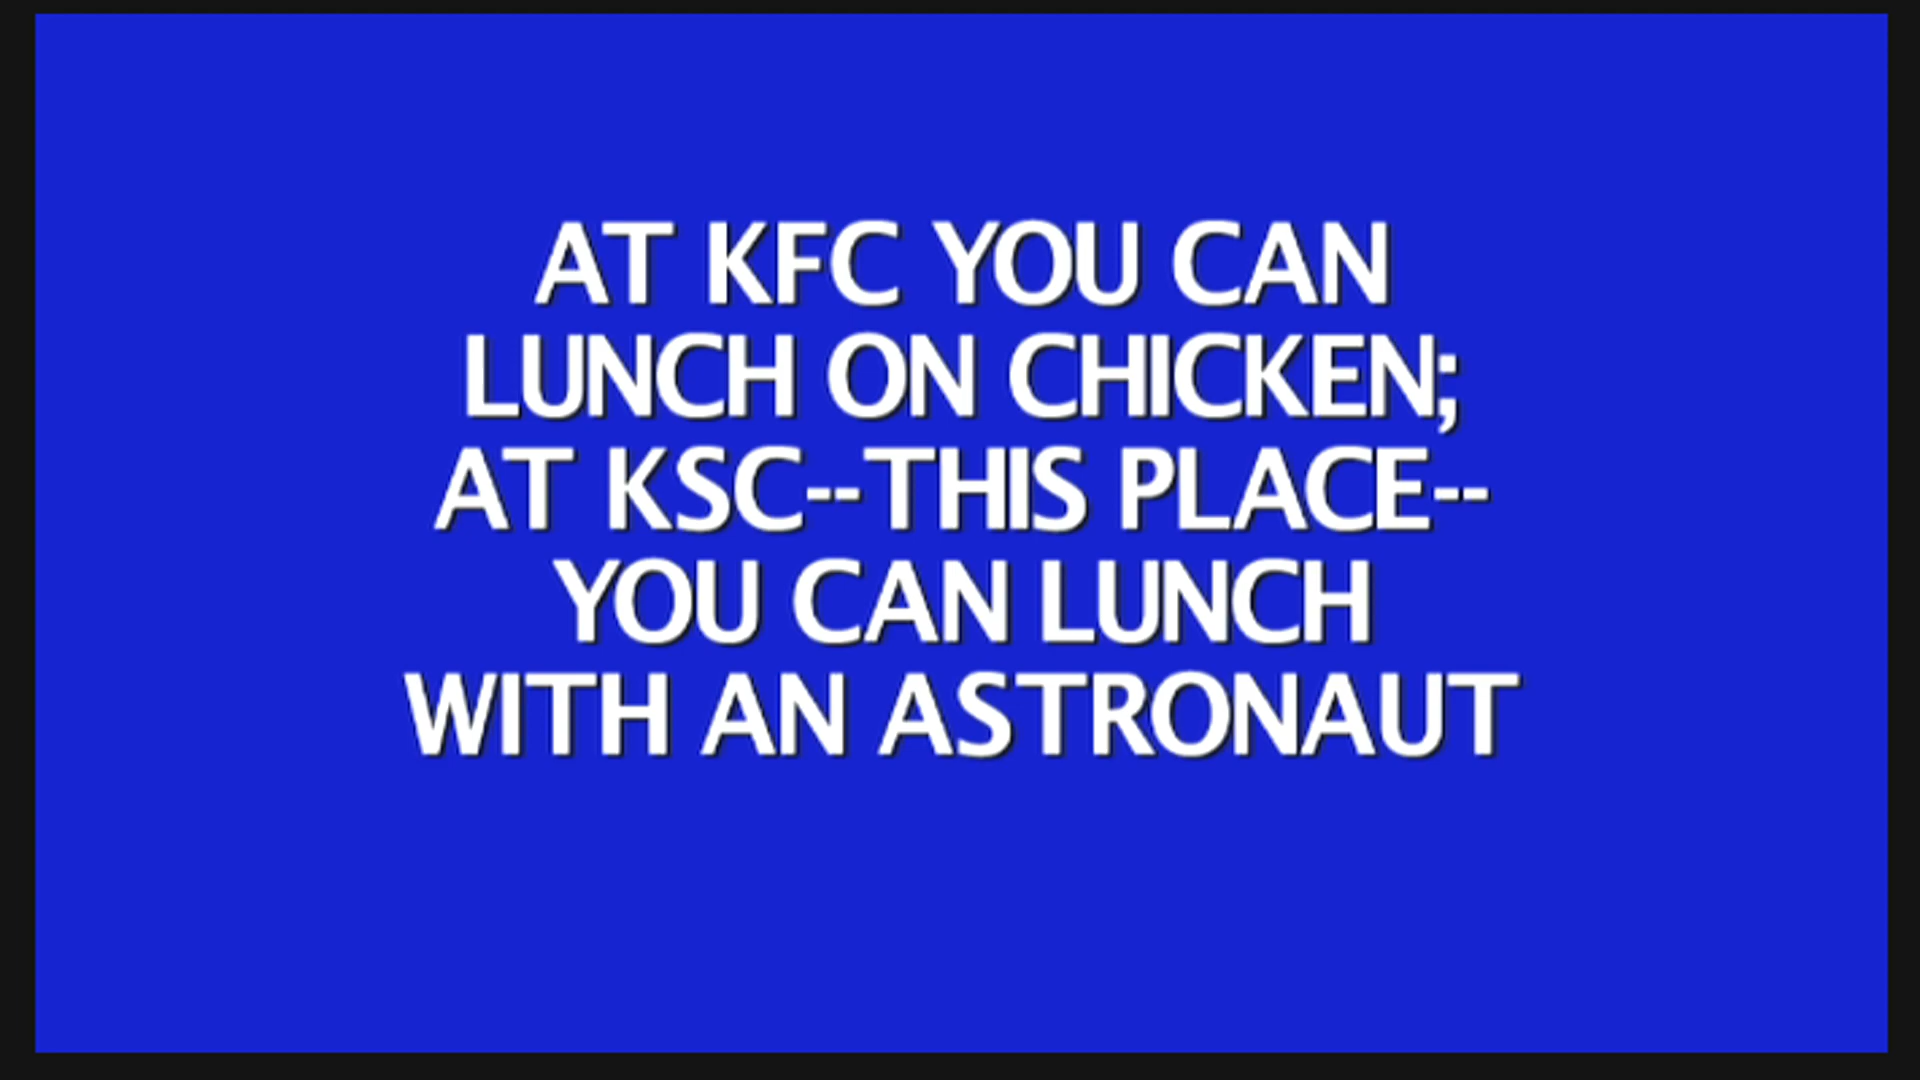 AT KFC YOU CAN
LUNCH ON CHICKEN;
AT KSC--THIS PLACE--
YOU CAN LUNCH
WITH AN ASTRONAUT